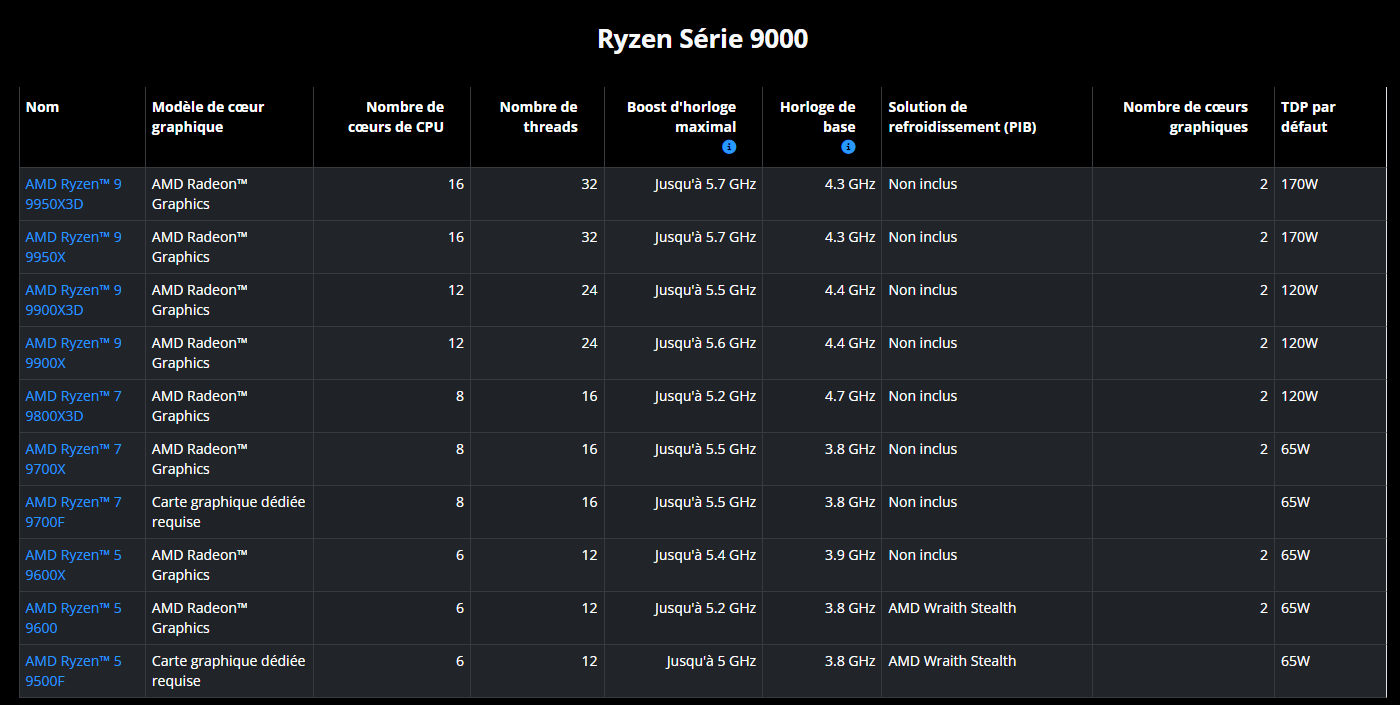 Ryzen Série 9000
Nom
Modèle de cœur
graphique
Nombre de
cœurs de CPU
Nombre de
threads
Boost d'horloge
maximal
Horloge de
base
Solution de
refroidissement (PIB)
Nombre de cœurs
graphiques
TDP par
défaut
AMD Ryzen™ 9
9950X3D
AMD Radeon™
Graphics
16
32
Jusqu'à 5.7 GHz
4.3 GHz
Non inclus
2
170W
AMD Ryzen™ 9
9950X
AMD Radeon™
Graphics
16
32
Jusqu'à 5.7 GHz
4.3 GHz
Non inclus
2
170W
AMD Ryzen™ 9
9900X3D
AMD Radeon™
Graphics
12
24
Jusqu'à 5.5 GHz
4.4 GHz
Non inclus
2
120W
AMD Ryzen™ 9
9900X
AMD Radeon™
Graphics
12
24
Jusqu'à 5.6 GHz
4.4 GHz
Non inclus
2
120W
AMD Ryzen™ 7
9800X3D
AMD Radeon™
Graphics
8
16
Jusqu'à 5.2 GHz
4.7 GHz
Non inclus
2
120W
AMD Ryzen™ 7
9700X
AMD Radeon™
Graphics
8
16
Jusqu'à 5.5 GHz
3.8 GHz
Non inclus
2
65W
AMD Ryzen™ 7
9700F
Carte graphique dédiée
requise
8
16
Jusqu'à 5.5 GHz
3.8 GHz
Non inclus
65W
AMD Ryzen™ 5
9600X
AMD Radeon™
Graphics
6
12
Jusqu'à 5.4 GHz
3.9 GHz
Non inclus
2
65W
AMD Ryzen™ 5
9600
AMD Radeon™
Graphics
6
12
Jusqu'à 5.2 GHz
3.8 GHz
AMD Wraith Stealth
2
65W
AMD Ryzen™ 5
9500F
Carte graphique dédiée
requise
6
12
Jusqu'à 5 GHz
3.8 GHz
AMD Wraith Stealth
65W